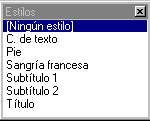 Estilos
[Ningún estilo]
C. de texto
Pie
Sangría francesa
Subtítulo 1
Subtítulo 2
Título